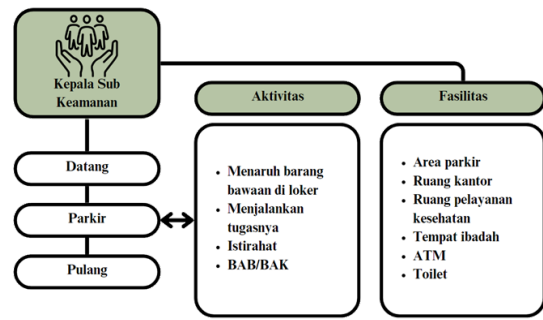 Kepala Sub
Keamanan
Datang
Parkir
Pulang
Aktivitas
• Menaruh barang
bawaan di loker
• Menjalankan
tugasnya
• Istirahat
• BAB/BAK
Fasilitas
• Area parkir
• Ruang kantor
• Ruang pelayanan
kesehatan
• Tempat ibadah
• ATM
• Toilet